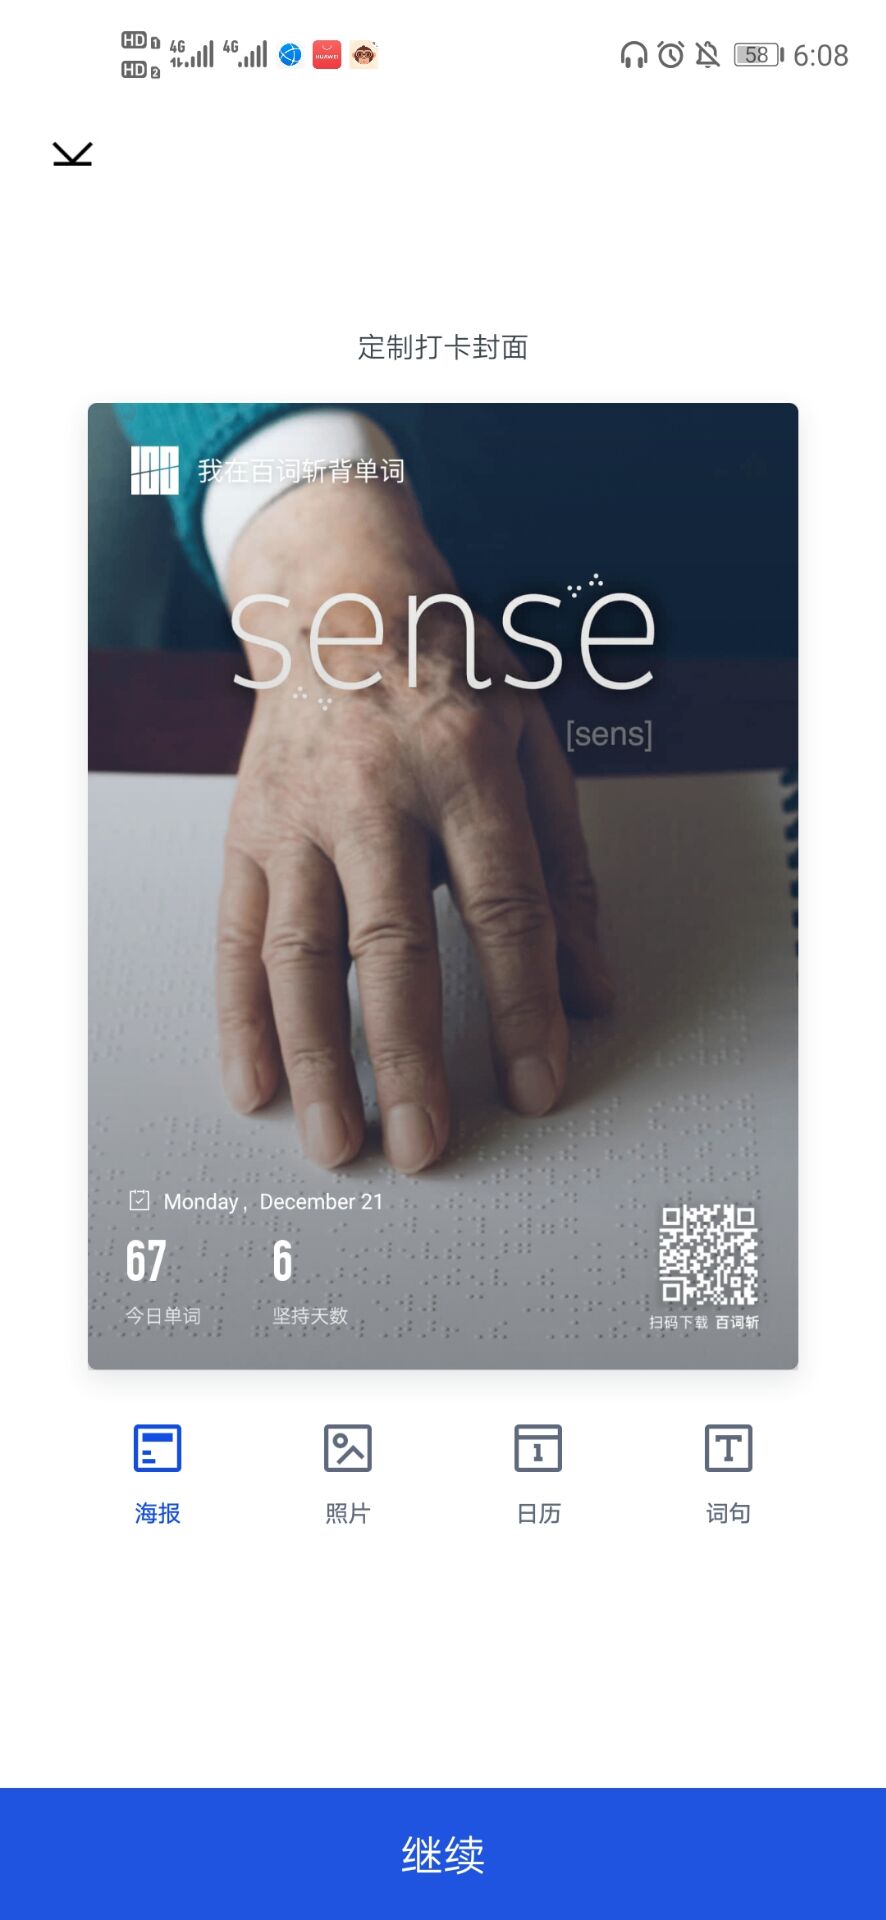 HD 1 4G 4G HUAWEI 58 6:08
HD 2
定制打卡封面
100 我在百词斩背单词
sense
[sens]
Monday, December 21
67 6
今日单词 坚持天数
扫码下载 百词斩
海报 照片 日历 词句
继续